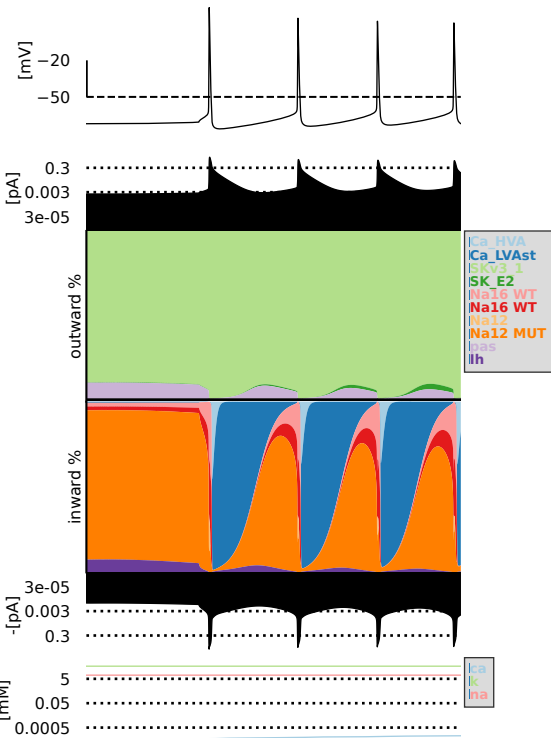 [mV]
−20
−50
[pA]
0.3
0.003
3e-05
outward %
Ca_HVA
Ca_LVAst
SKv3_1
SK_E2
Na16 WT
Na16 WT
Na12
Na12 MUT
pas
Ih
inward %
-[pA]
3e-05
0.003
0.3
[mM]
5
0.05
0.0005
ca
k
na